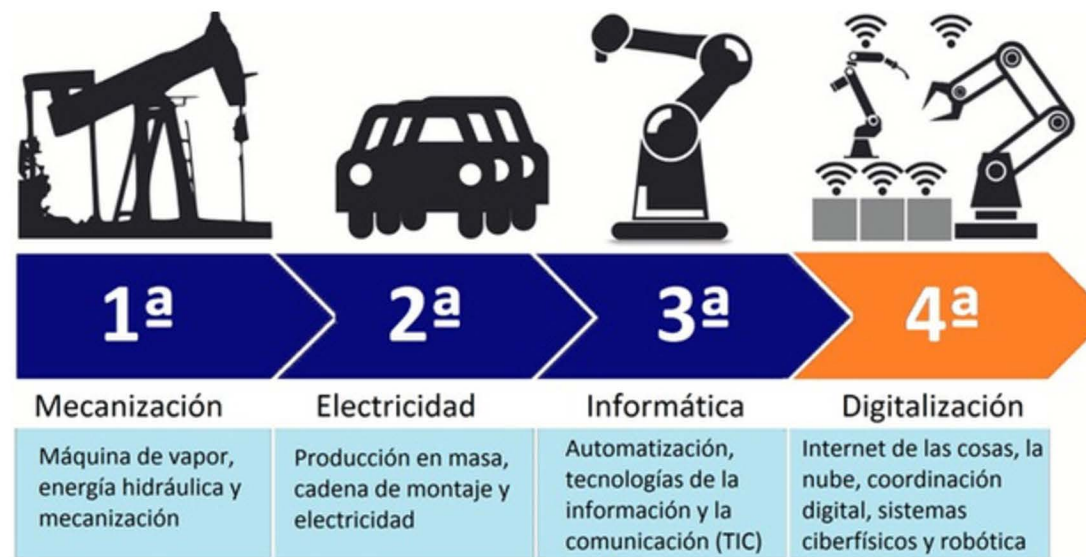 1ª
2ª
3ª
4ª
Mecanización
Electricidad
Informática
Digitalización
Máquina de vapor,
energía hidráulica y
mecanización
Producción en masa,
cadena de montaje y
electricidad
Automatización,
tecnologías de la
información y la
comunicación (TIC)
Internet de las cosas, la
nube, coordinación
digital, sistemas
ciberfísicos y robótica